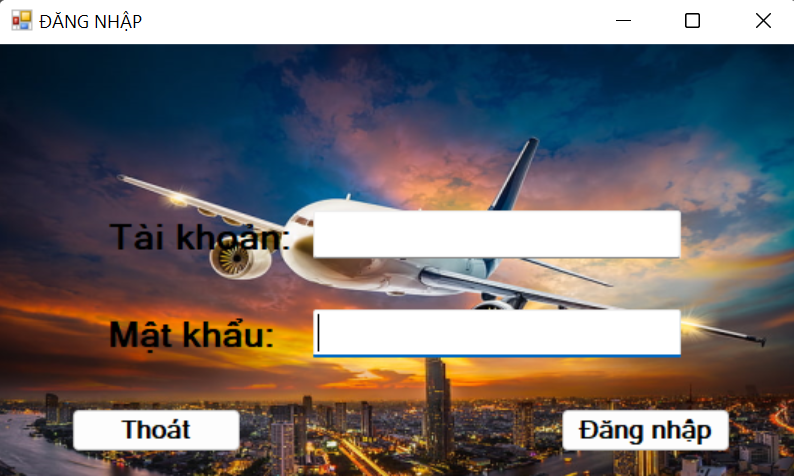 ĐĂNG NHẬP
Tài khoản:
Mật khẩu:
Thoát
Đăng nhập